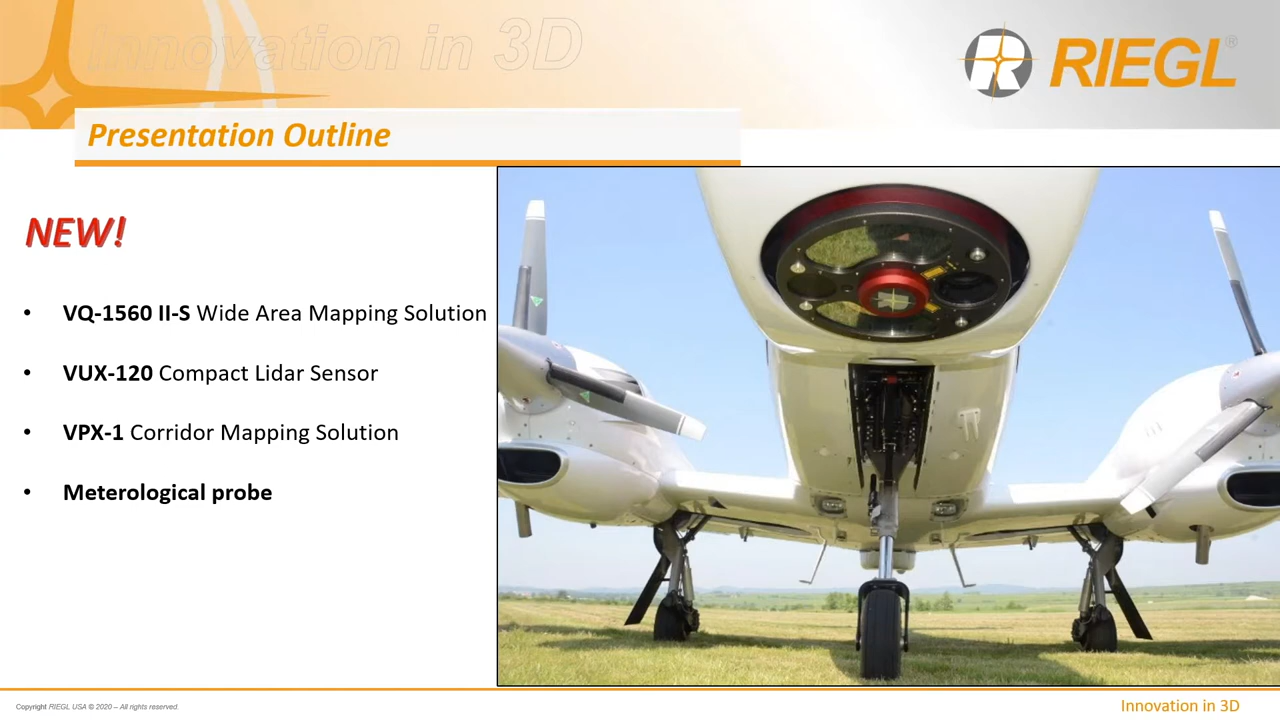 Innovation in 3D
RIEGL®
Presentation Outline
NEW!
• VQ-1560 II-S Wide Area Mapping Solution
• VUX-120 Compact Lidar Sensor
• VPX-1 Corridor Mapping Solution
• Meterological probe
Copyright RIEGL USA © 2020 – All rights reserved.
Innovation in 3D